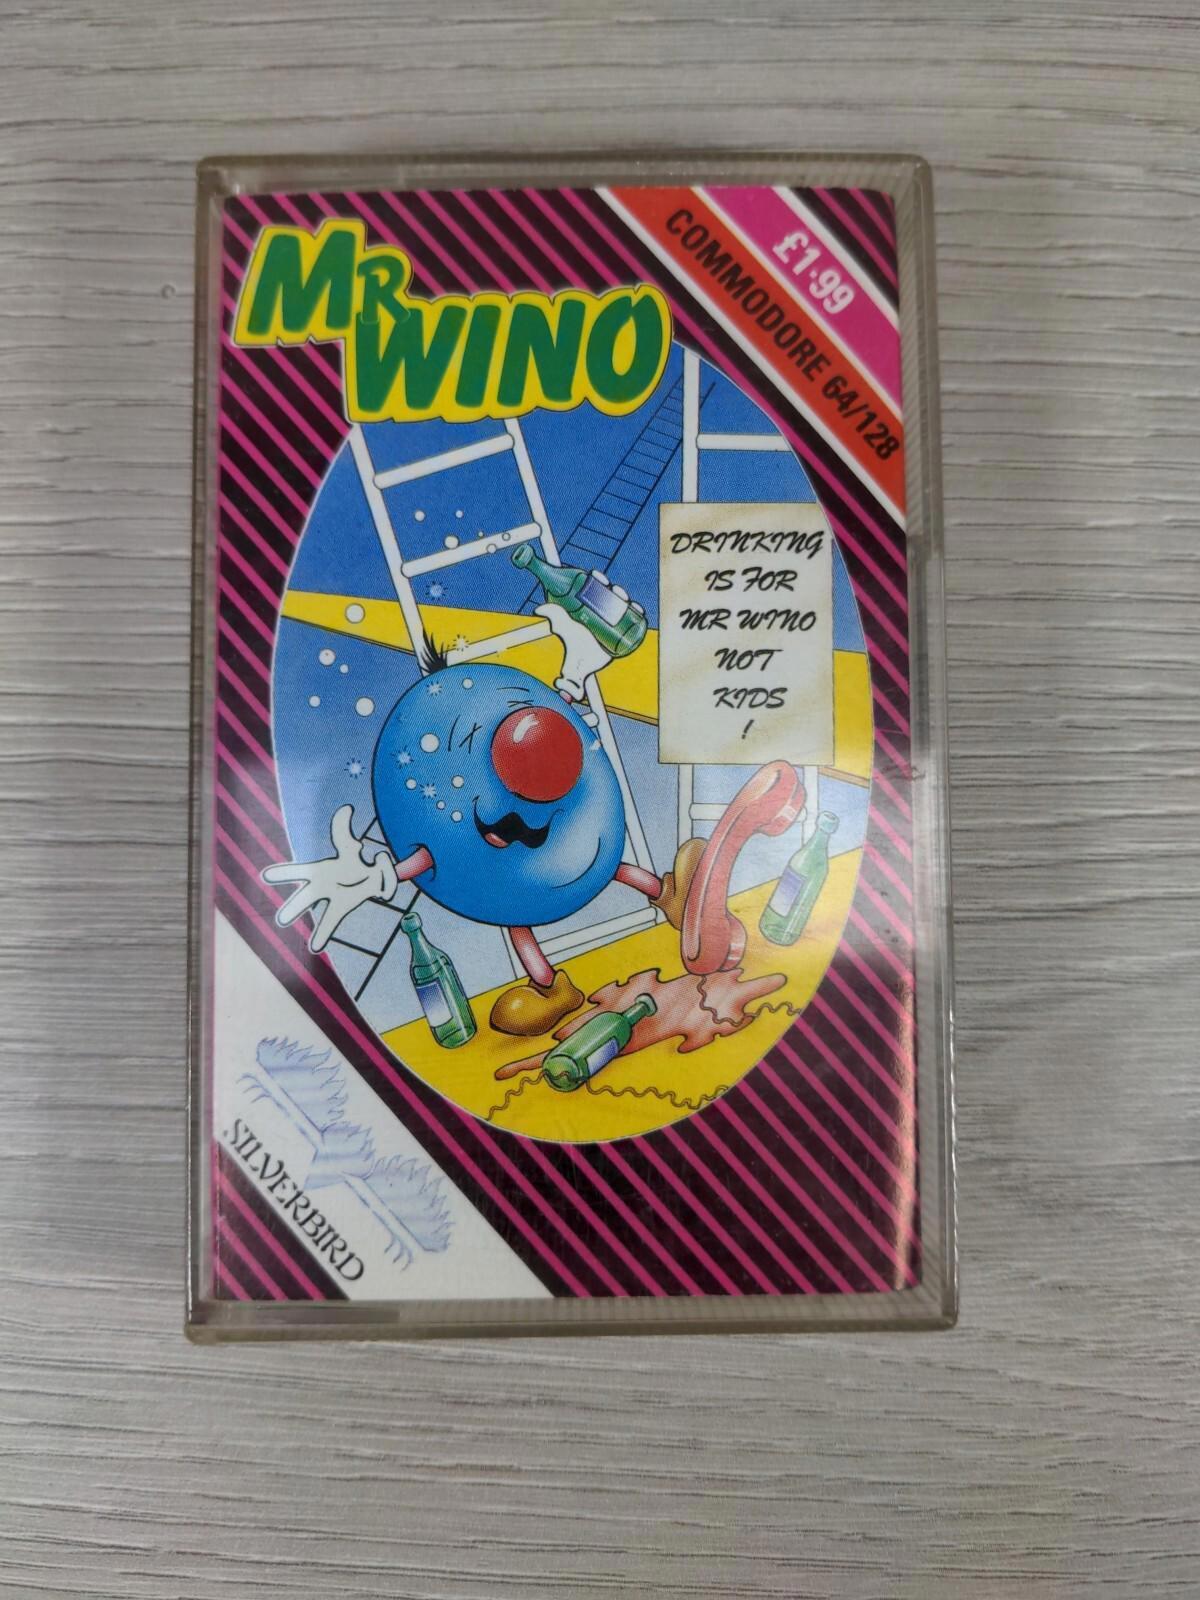 MR
WINO
£1.99
COMMODORE 64/128
DRINKING
IS FOR
MR WINO
NOT
KIDS
!
SILVERBIRD